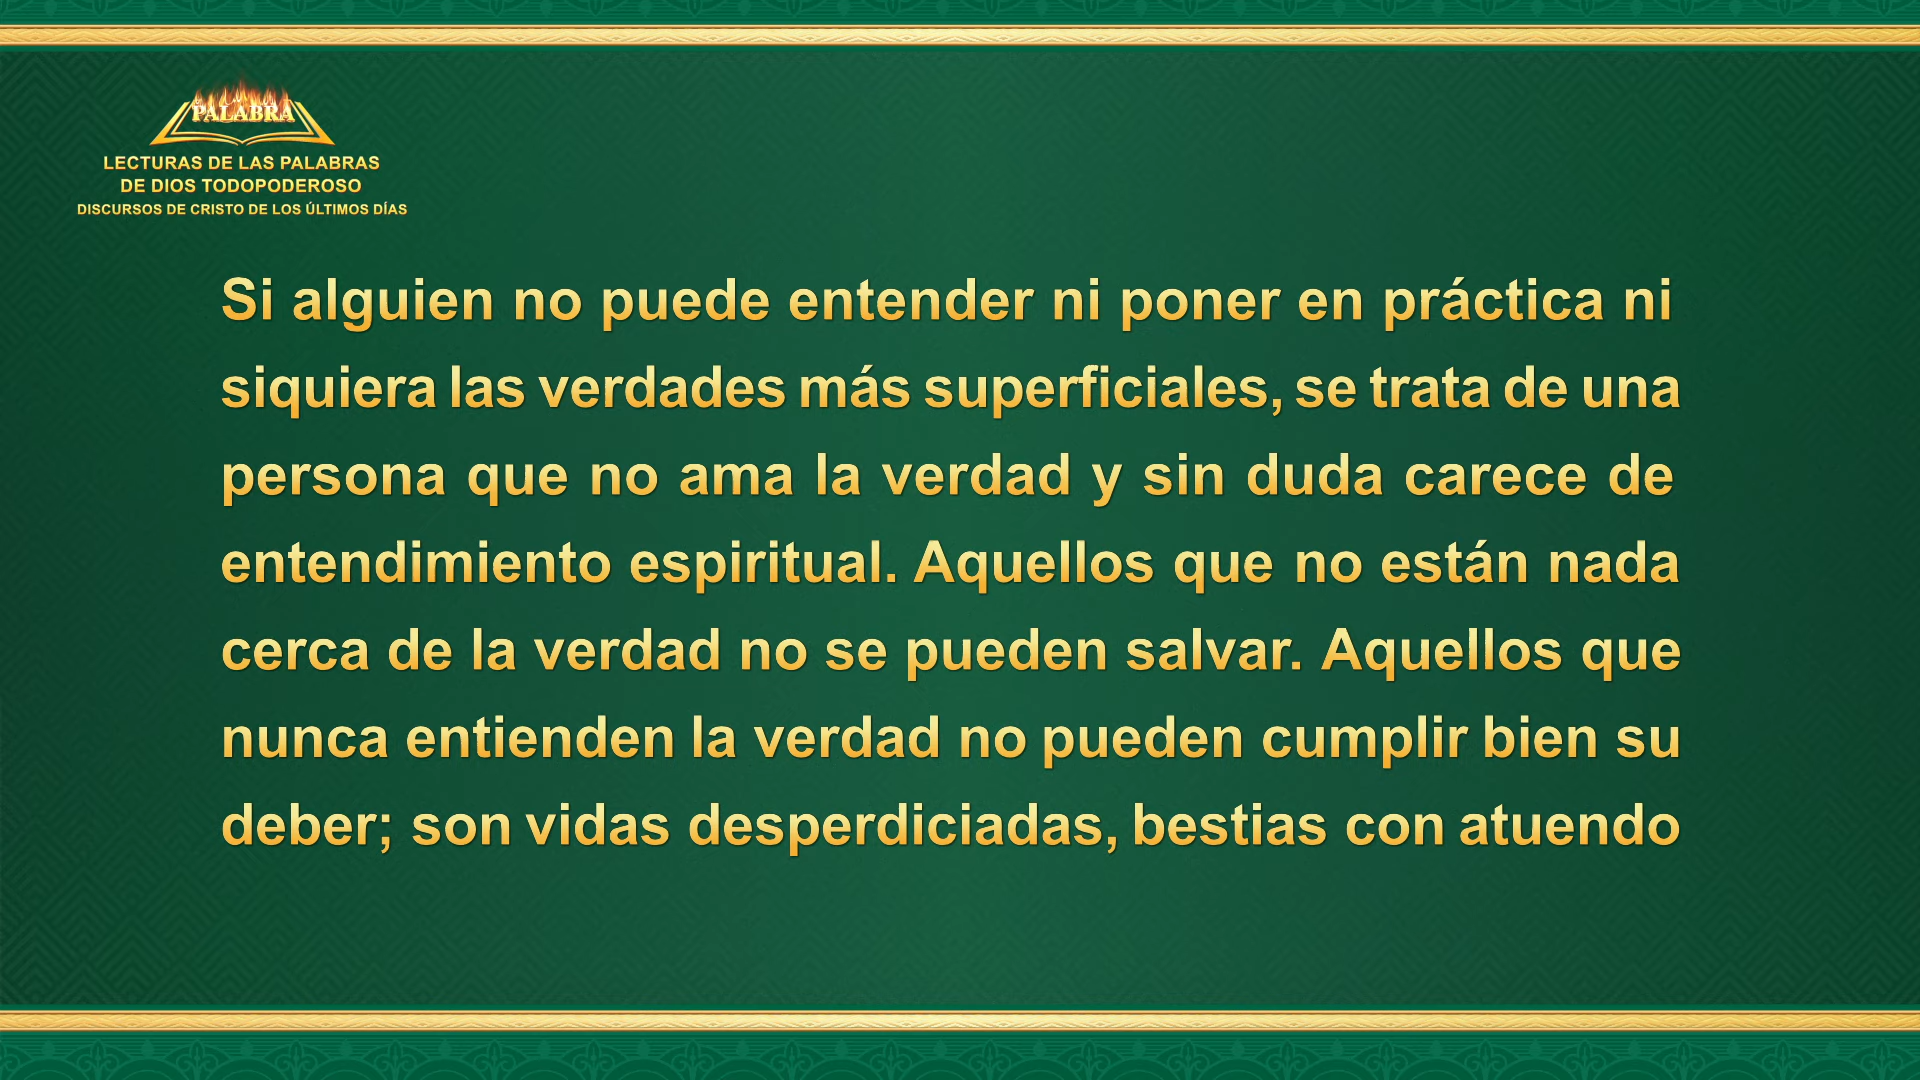 PALABRA
LECTURAS DE LAS PALABRAS
DE DIOS TODOPODEROSO
DISCURSOS DE CRISTO DE LOS ÚLTIMOS DÍAS
Si alguien no puede entender ni poner en práctica ni
siquiera las verdades más superficiales, se trata de una
persona que no ama la verdad y sin duda carece de
entendimiento espiritual. Aquellos que no están nada
cerca de la verdad no se pueden salvar. Aquellos que
nunca entienden la verdad no pueden cumplir bien su
deber; son vidas desperdiciadas, bestias con atuendo